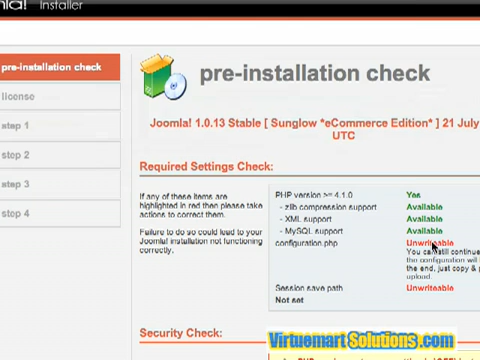 la! Installer
pre-installation check
license
step 1
step 2
step 3
step 4
pre-installation check
Joomla! 1.0.13 Stable [ Sunglow *eCommerce Edition* ] 21 July
UTC
Required Settings Check:
If any of these items are
highlighted in red then please take
actions to correct them.
Failure to do so could lead to your
Joomla! installation not functioning
correctly.
PHP version >= 4.1.0 Yes
- zlib compression support Available
- XML support Available
- MySQL support Available
configuration.php Unwriteable
You can still continue
the configuration will
the end, just copy & p
upload.
Session save path Unwriteable
Not set
Security Check:
Virtuemart Solutions.com